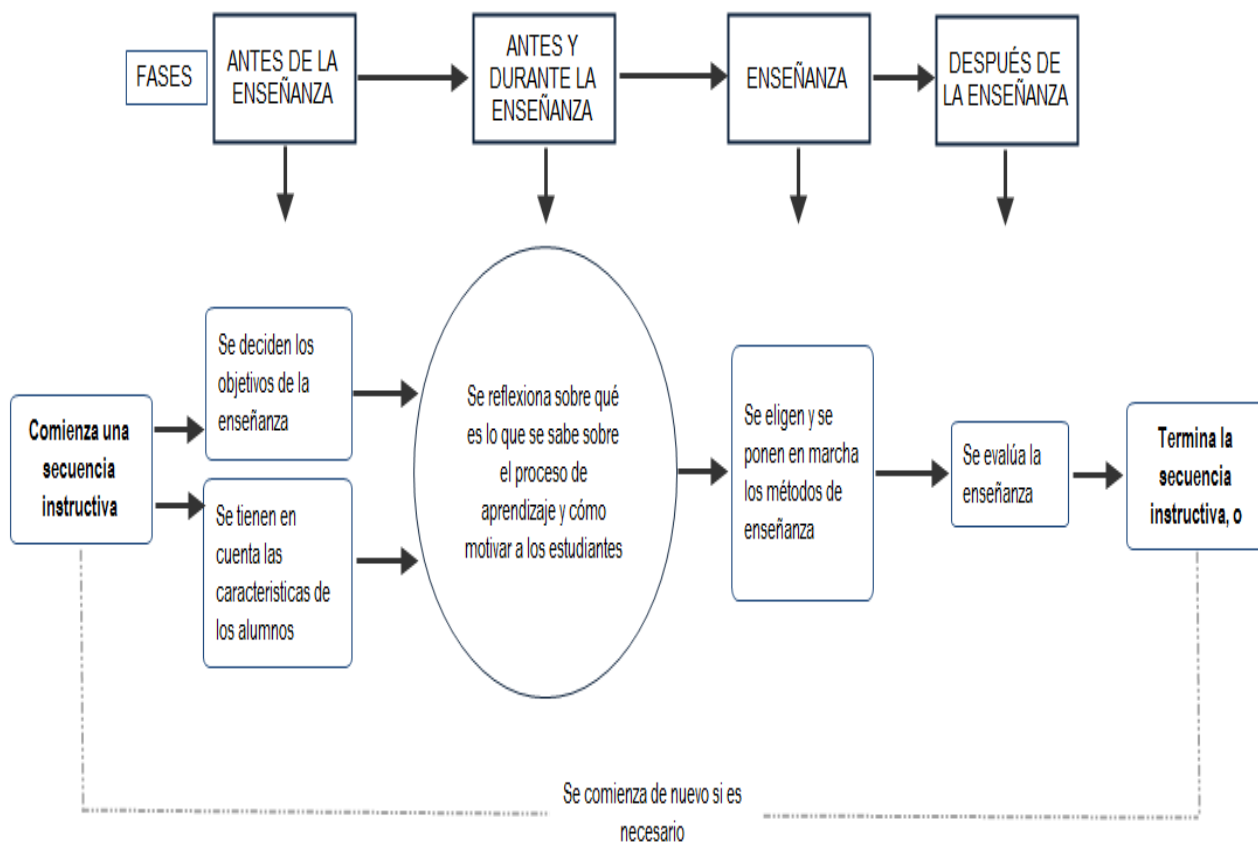 FASES
ANTES DE LA
ENSEÑANZA
ANTES Y
DURANTE LA
ENSEÑANZA
ENSEÑANZA
DESPUÉS DE
LA ENSEÑANZA
Comienza una
secuencia
instructiva
Se deciden los
objetivos de la
enseñanza
Se tienen en
cuenta las
caracteristicas de
los alumnos
Se reflexiona sobre qué
es lo que se sabe sobre
el proceso de
aprendizaje y cómo
motivar a los estudiantes
Se eligen y se
ponen en marcha
los métodos de
enseñanza
Se evalúa la
enseñanza
Termina la
secuencia
instructiva, o
Se comienza de nuevo si es
necesario